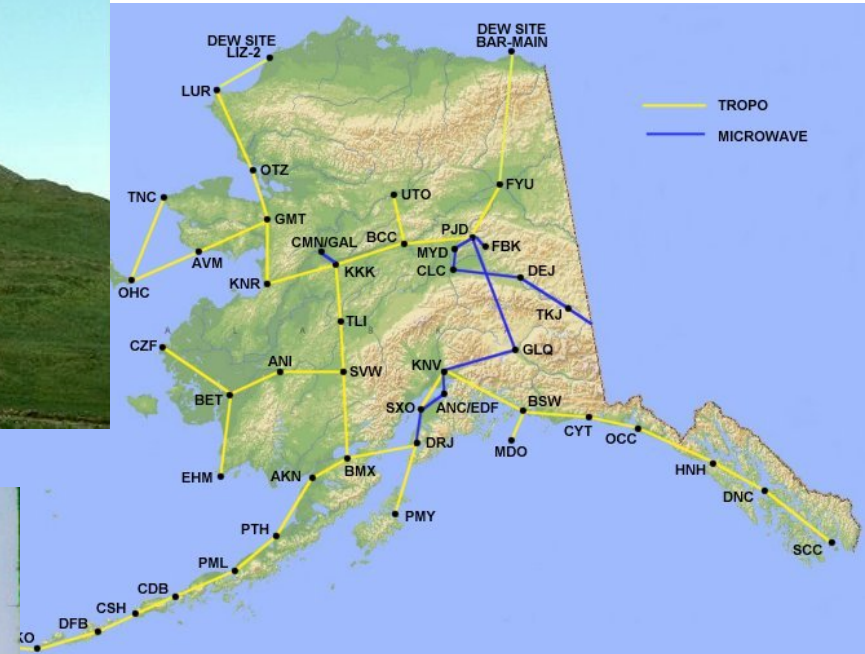 DEW SITE
LIZ-2
DEW SITE
BAR-MAIN
LUR
TROPO
MICROWAVE
OTZ
TNC
UTO
FYU
GMT
PJD
BCC
CMN/GAL
FBK
MYD
AVM
KKK
CLC
DEJ
OHC
KNR
TKJ
TLI
CZF
GLQ
ANI
KNV
SVW
BET
SXO
ANC/EDF
BSW
CYT
OCC
DRJ
MDO
EHM
AKN
BMX
HNH
DNC
PMY
PTH
SCC
PML
CDB
CSH
DFB